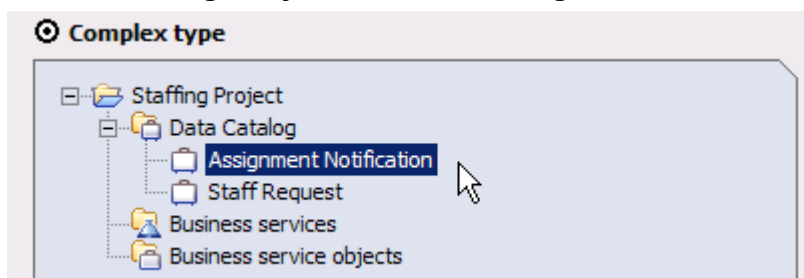 Complex type
Staffing Project
Data Catalog
Assignment Notification
Staff Request
Business services
Business service objects